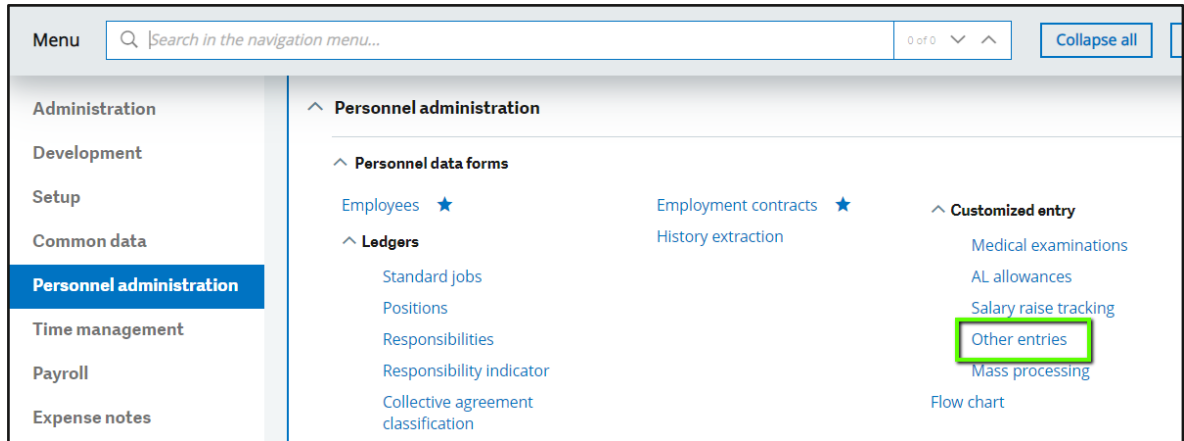 Menu
Search in the navigation menu...
0 of 0
Collapse all
Administration
Development
Setup
Common data
Personnel administration
Time management
Payroll
Expense notes
Personnel administration
Personnel data forms
Employees
Ledgers
Standard jobs
Positions
Responsibilities
Responsibility indicator
Collective agreement
classification
Employment contracts
History extraction
Customized entry
Medical examinations
AL allowances
Salary raise tracking
Other entries
Mass processing
Flow chart